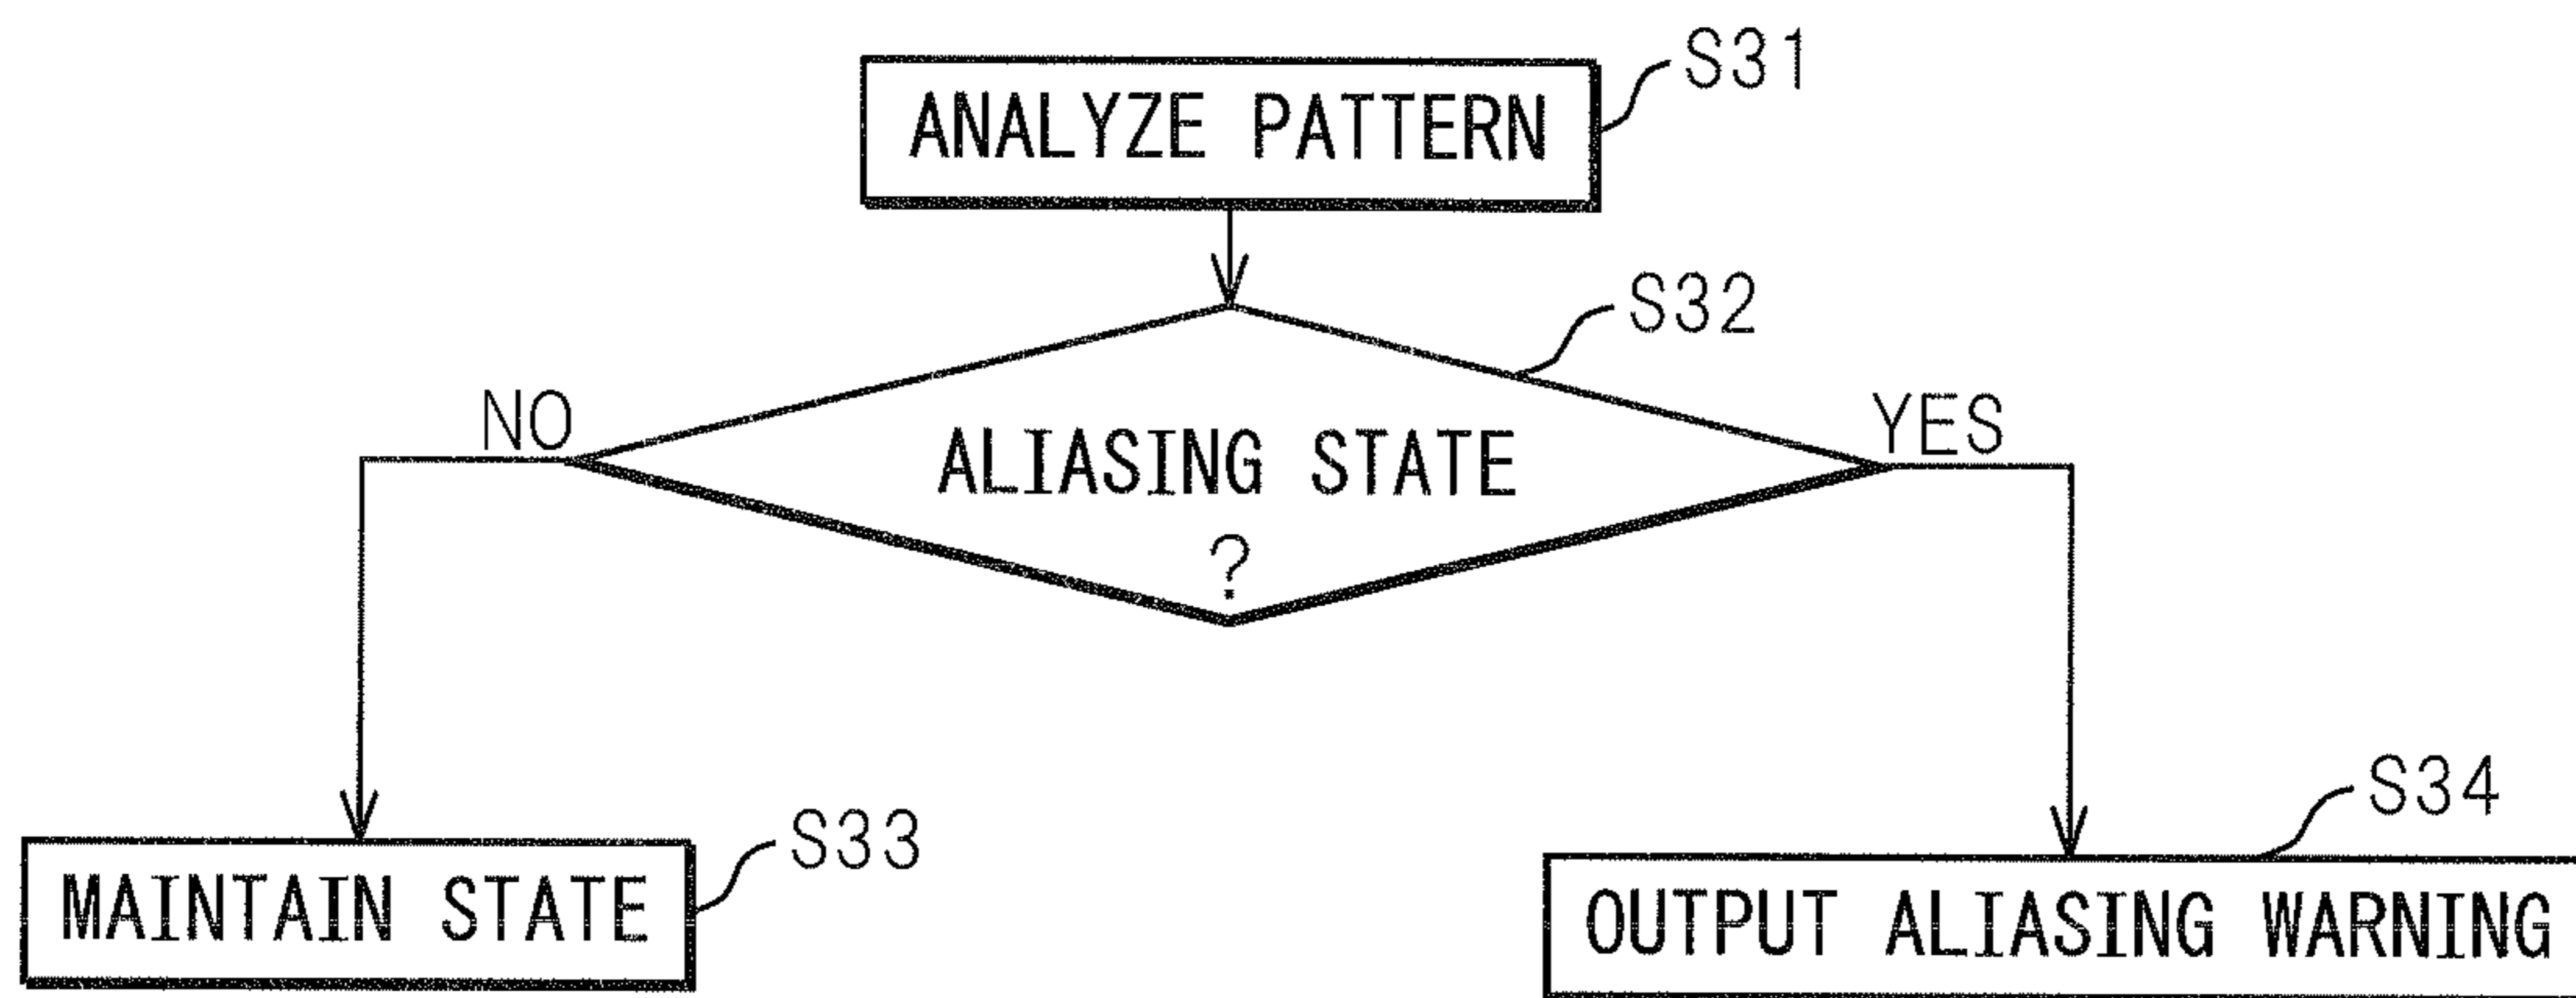 S31
ANALYZE PATTERN
S32
NO
YES
ALIASING STATE
?
S34
S33
MAINTAIN STATE
OUTPUT ALIASING WARNING